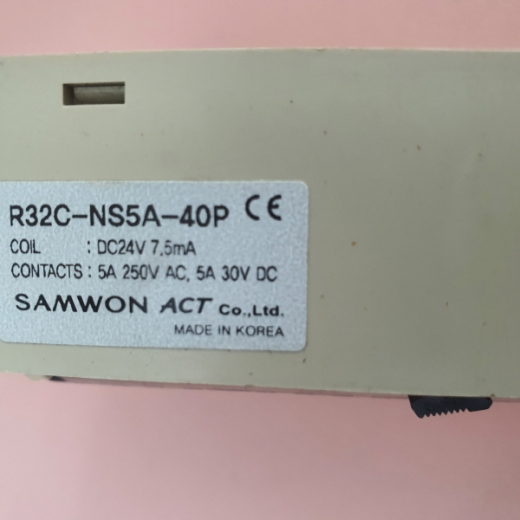 R32C-NS5A-40P CE
COIL : DC24V 7.5mA
CONTACTS : 5A 250V AC, 5A 30V DC
SAMWON ACT Co.,Ltd.
MADE IN KOREA